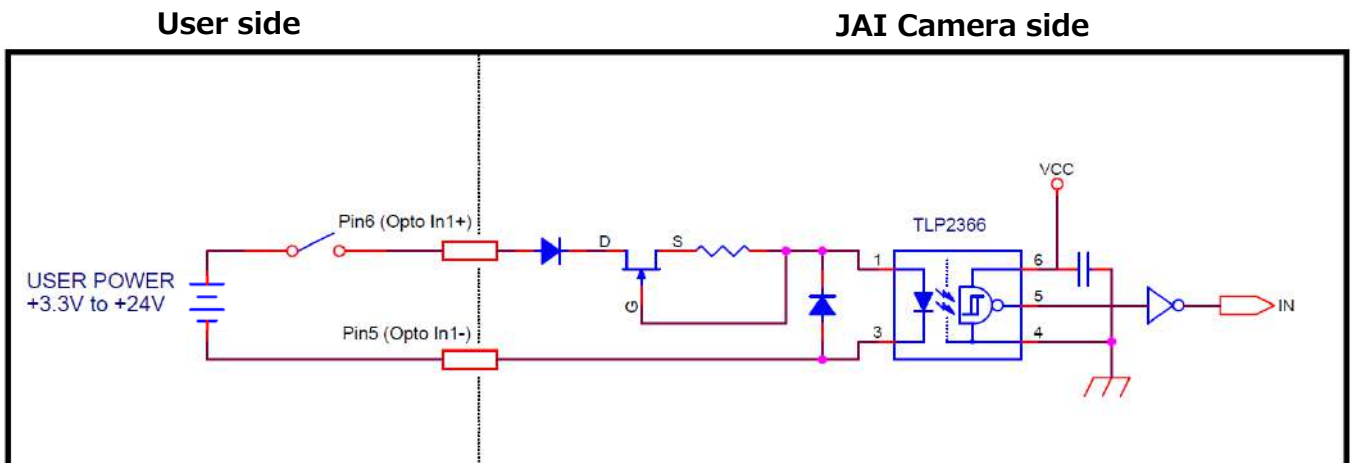 User side
JAI Camera side
VCC
Pin6 (Opto In1+)
D
S
TLP2366
1
6
USER POWER
+3.3V to +24V
G
5
IN
Pin5 (Opto In1-)
3
4